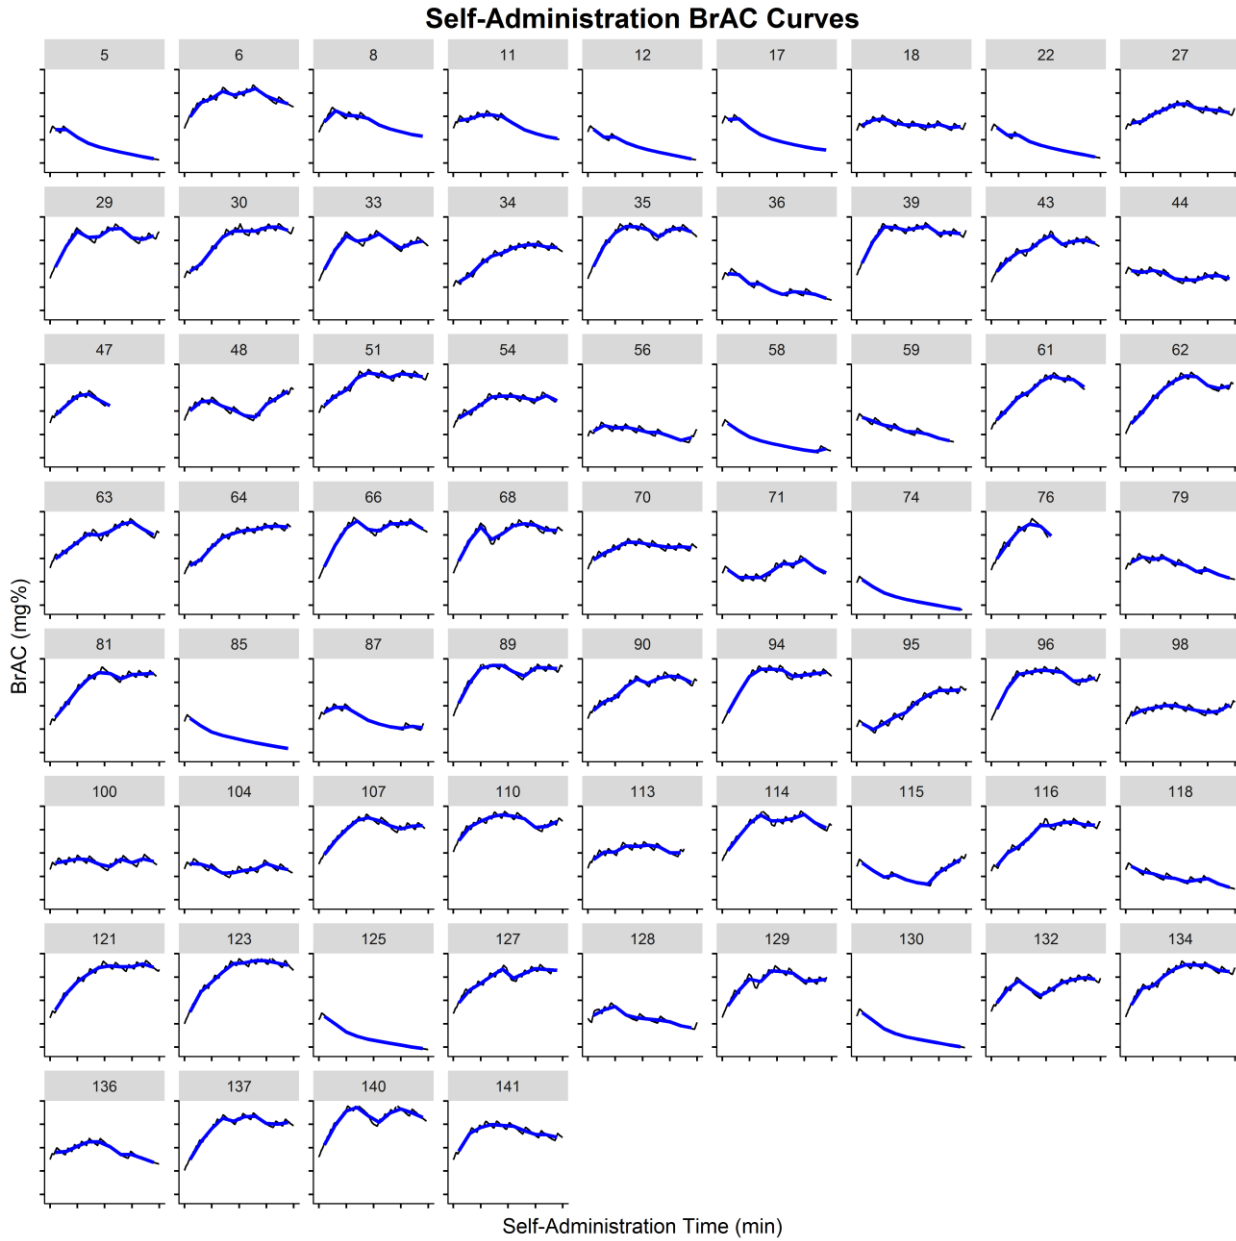 Self-Administration BrAC Curves
5 6 8 11 12 17 18 22 27
29 30 33 34 35 36 39 43 44
47 48 51 54 56 58 59 61 62
63 64 66 68 70 71 74 76 79
81 85 87 89 90 94 95 96 98
100 104 107 110 113 114 115 116 118
121 123 125 127 128 129 130 132 134
136 137 140 141
BrAC (mg%)
Self-Administration Time (min)